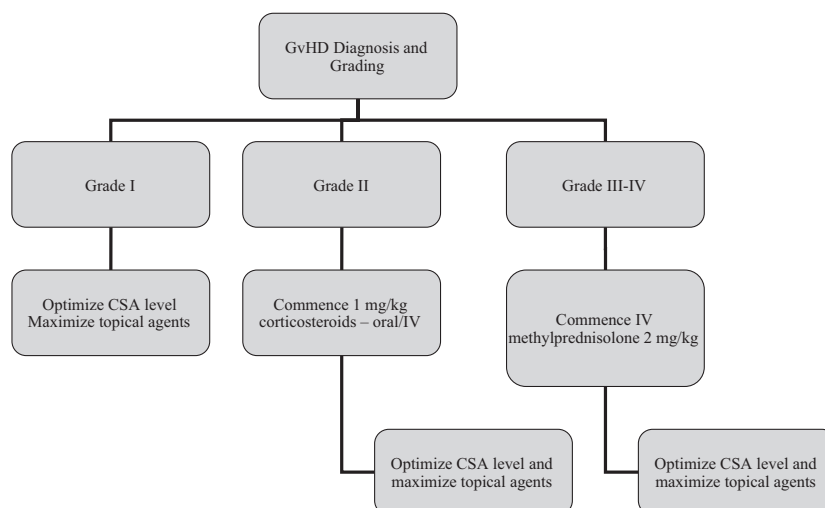 GvHD Diagnosis and
Grading
Grade I
Grade II
Grade III-IV
Optimize CSA level
Maximize topical agents
Commence 1 mg/kg
corticosteroids – oral/IV
Commence IV
methylprednisolone 2 mg/kg
Optimize CSA level and
maximize topical agents
Optimize CSA level and
maximize topical agents